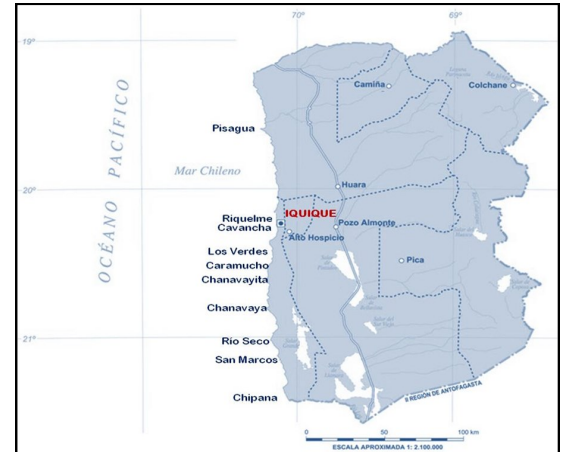 70°
69°
19°
Camiña
Colchane
Pisagua
OCÉANO PACÍFICO
Mar Chileno
20°
Huara
IQUIQUE
Riquelme
Cavancha
Pozo Almonte
Alto Hospicio
Los Verdes
Caramucho
Pica
Chanavayita
Chanavaya
21°
Río Seco
San Marcos
Chipana
II REGIÓN DE ANTOFAGASTA
0 50 100 km
ESCALA APROXIMADA 1: 2.100.000